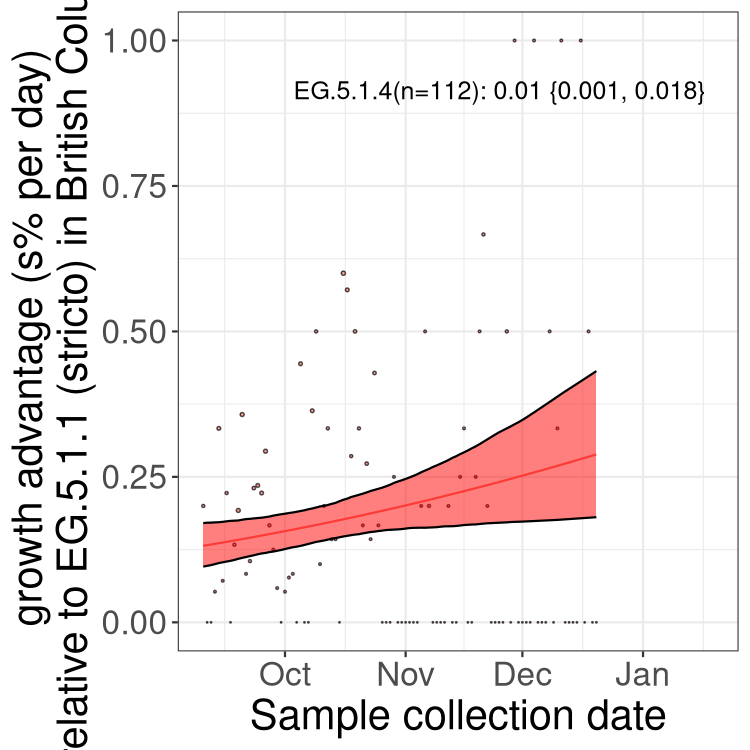 growth advantage (s% per day)
relative to EG.5.1.1 (stricto) in British Colu
1.00
0.75
0.50
0.25
0.00
EG.5.1.4(n=112): 0.01 {0.001, 0.018}
Oct Nov Dec Jan
Sample collection date